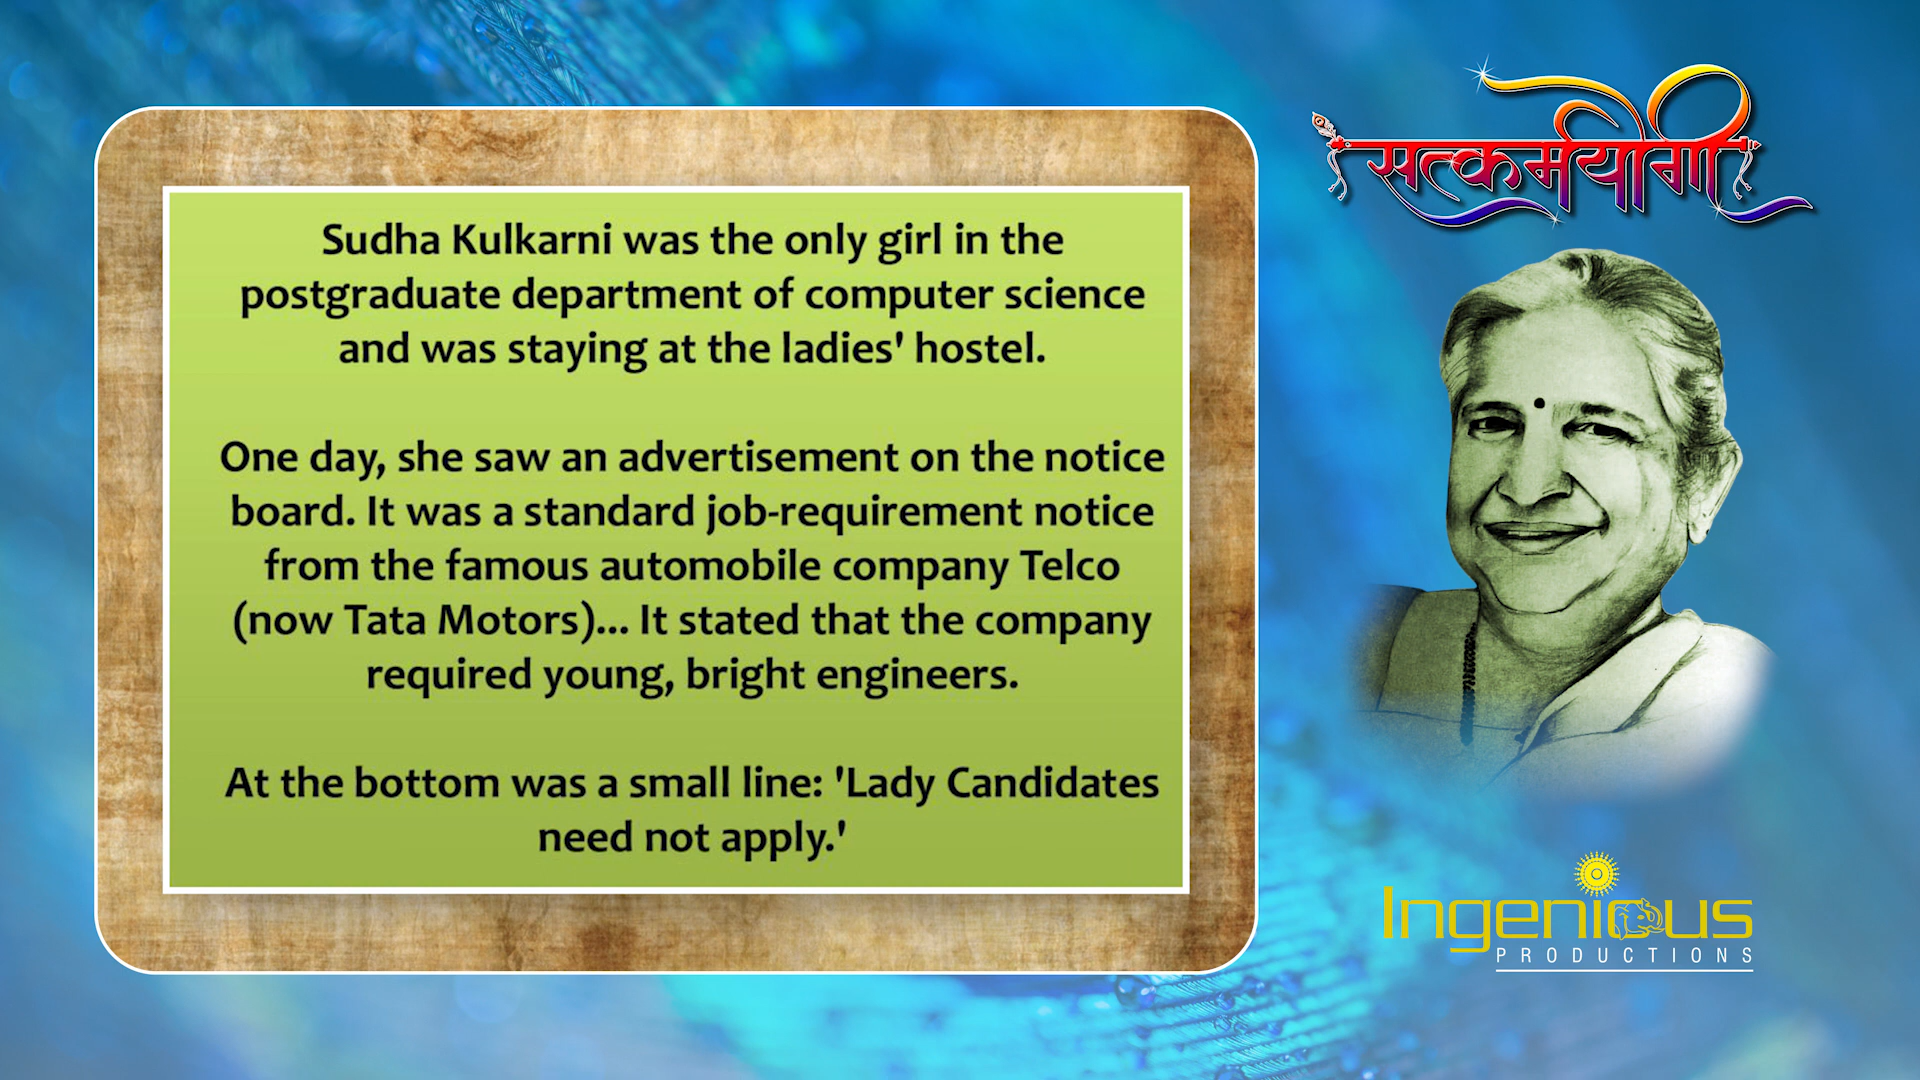 Sudha Kulkarni was the only girl in the
postgraduate department of computer science
and was staying at the ladies' hostel.
One day, she saw an advertisement on the notice
board. It was a standard job-requirement notice
from the famous automobile company Telco
(now Tata Motors)... It stated that the company
required young, bright engineers.
At the bottom was a small line: 'Lady Candidates
need not apply.'
सत्कर्मयोगी
Ingenious
PRODUCTIONS